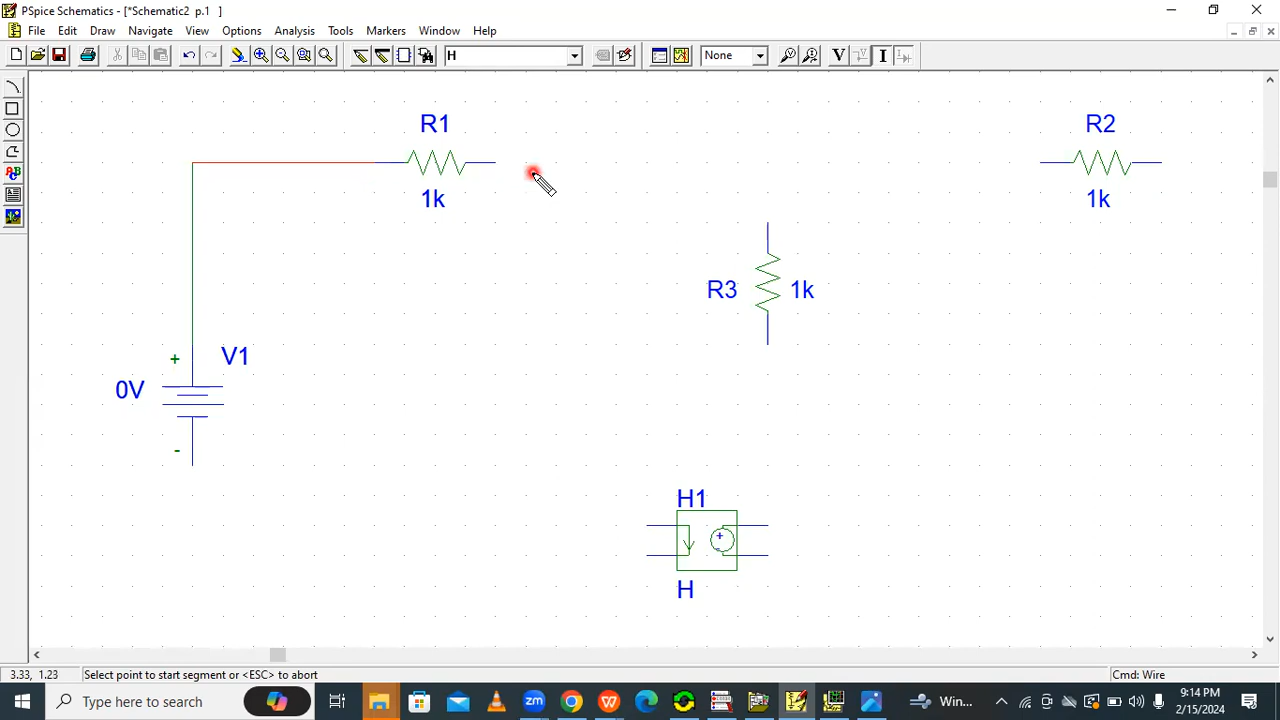 PSpice Schematics - [*Schematic2 p.1 ]
File Edit Draw Navigate View Options Analysis Tools Markers Window Help
H
None
V
I
ABC
R1
1k
R2
1k
R3 1k
+ V1
0V
-
H1
+
H
3.33, 1.23 Select point to start segment or <ESC> to abort Cmd: Wire
Type here to search
zm
W
Win...
9:14 PM
2/15/2024